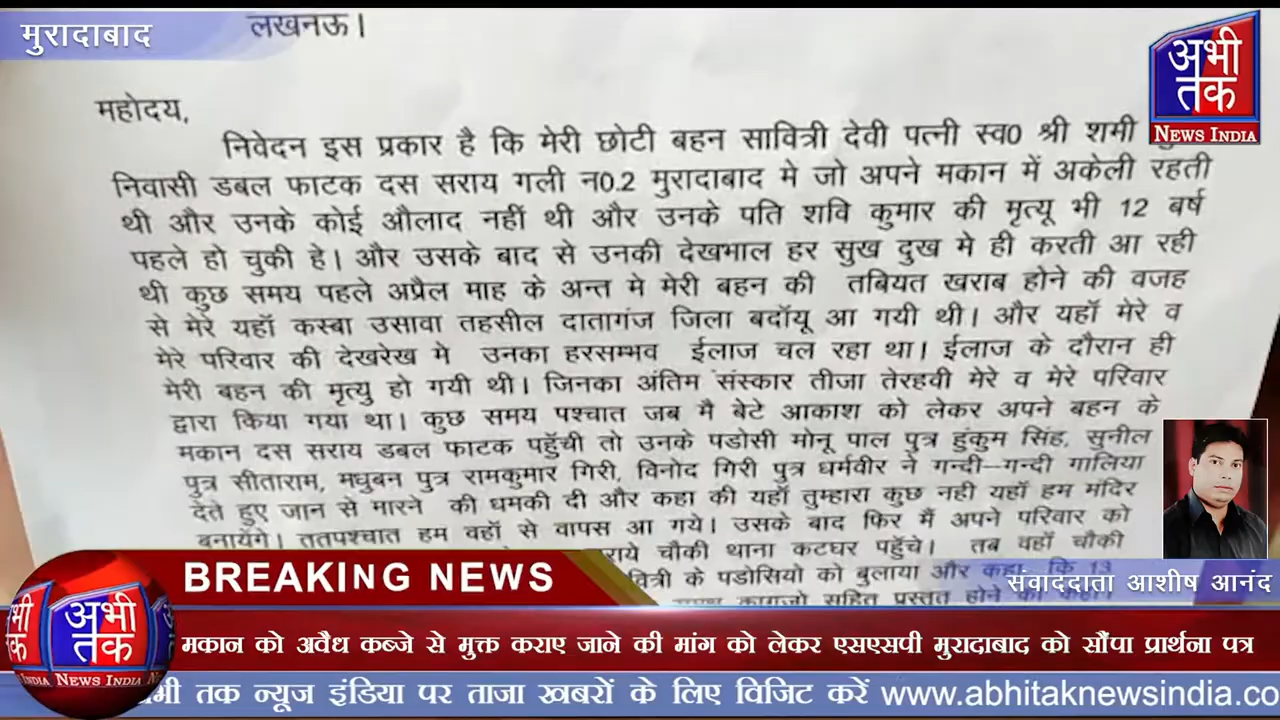 मुरादाबाद
लखनऊ।
अभी
तक
NEWS INDIA
महोदय,
निवेदन इस प्रकार है कि मेरी छोटी बहन सावित्री देवी पत्नी स्व0 श्री शमी
निवासी डबल फाटक दस सराय गली न0.2 मुरादाबाद मे जो अपने मकान में अकेली रहती
थी और उनके कोई औलाद नहीं थी और उनके पति शवि कुमार की मृत्यू भी 12 बर्ष
पहले हो चुकी हे। और उसके बाद से उनकी देखभाल हर सुख दुख मे ही करती आ रही
थी कुछ समय पहले अप्रैल माह के अन्त मे मेरी बहन की तबियत खराब होने की वजह
से मेरे यहॉ कस्बा उसावा तहसील दातागंज जिला बदॉयू आ गयी थी। और यहॉ मेरे व
मेरे परिवार की देखरेख मे उनका हरसम्भव ईलाज चल रहा था। ईलाज के दौरान ही
मेरी बहन की मृत्यु हो गयी थी। जिनका अंतिम संस्कार तीजा तेरहवी मेरे व मेरे परिवार
द्वारा किया गया था। कुछ समय पश्चात जब मै बेटे आकाश को लेकर अपने बहन के
मकान दस सराय डबल फाटक पहुँची तो उनके पडोसी मोनू पाल पुत्र हुंकुम सिंह, सुनील
पुत्र सीताराम, मधुबन पुत्र रामकुमार गिरी, विनोद गिरी पुत्र धर्मवीर ने गन्दी–गन्दी गालिया
देते हुए जान से मारने की धमकी दी और कहा की यहॉ तुम्हारा कुछ नही यहॉ हम मंदिर
बनायेंगे। ततपश्चात हम वहॉ से वापस आ गये। उसके बाद फिर मैं अपने परिवार को
राये चौकी थाना कटघर पहुँचे। तब वहॉ चौकी
वित्री के पडोसियो को बुलाया और कहा कि 13
कागजो सहित प्रस्तुत होने
BREAKING NEWS
संवाददाता आशीष आनंद
अभी
तक
NEWS INDIA
मकान को अवैध कब्जे से मुक्त कराए जाने की मांग को लेकर एसएसपी मुरादाबाद को सौंपा प्रार्थना पत्र
भी तक न्यूज इंडिया पर ताजा खबरों के लिए विजिट करें www.abhitaknewsindia.co